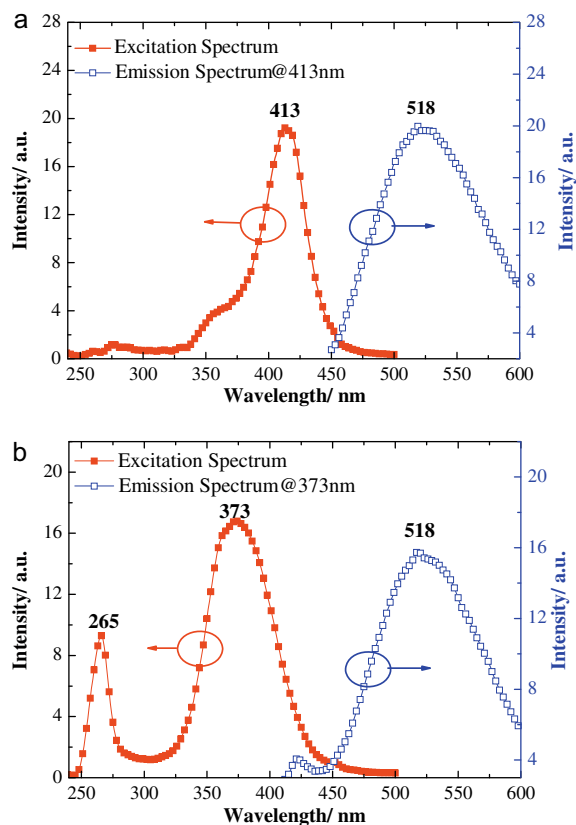 a
Excitation Spectrum
Emission Spectrum@413nm
413
518
Intensity/ a.u.
Intensity/ a.u.
28
24
20
16
12
8
4
0
28
24
20
16
12
8
4
250 300 350 400 450 500 550 600
Wavelength/ nm
b
Excitation Spectrum
Emission Spectrum@373nm
373
518
265
Intensity/ a.u.
Intensity/ a.u.
20
16
12
8
4
0
20
16
12
8
4
250 300 350 400 450 500 550 600
Wavelength/ nm